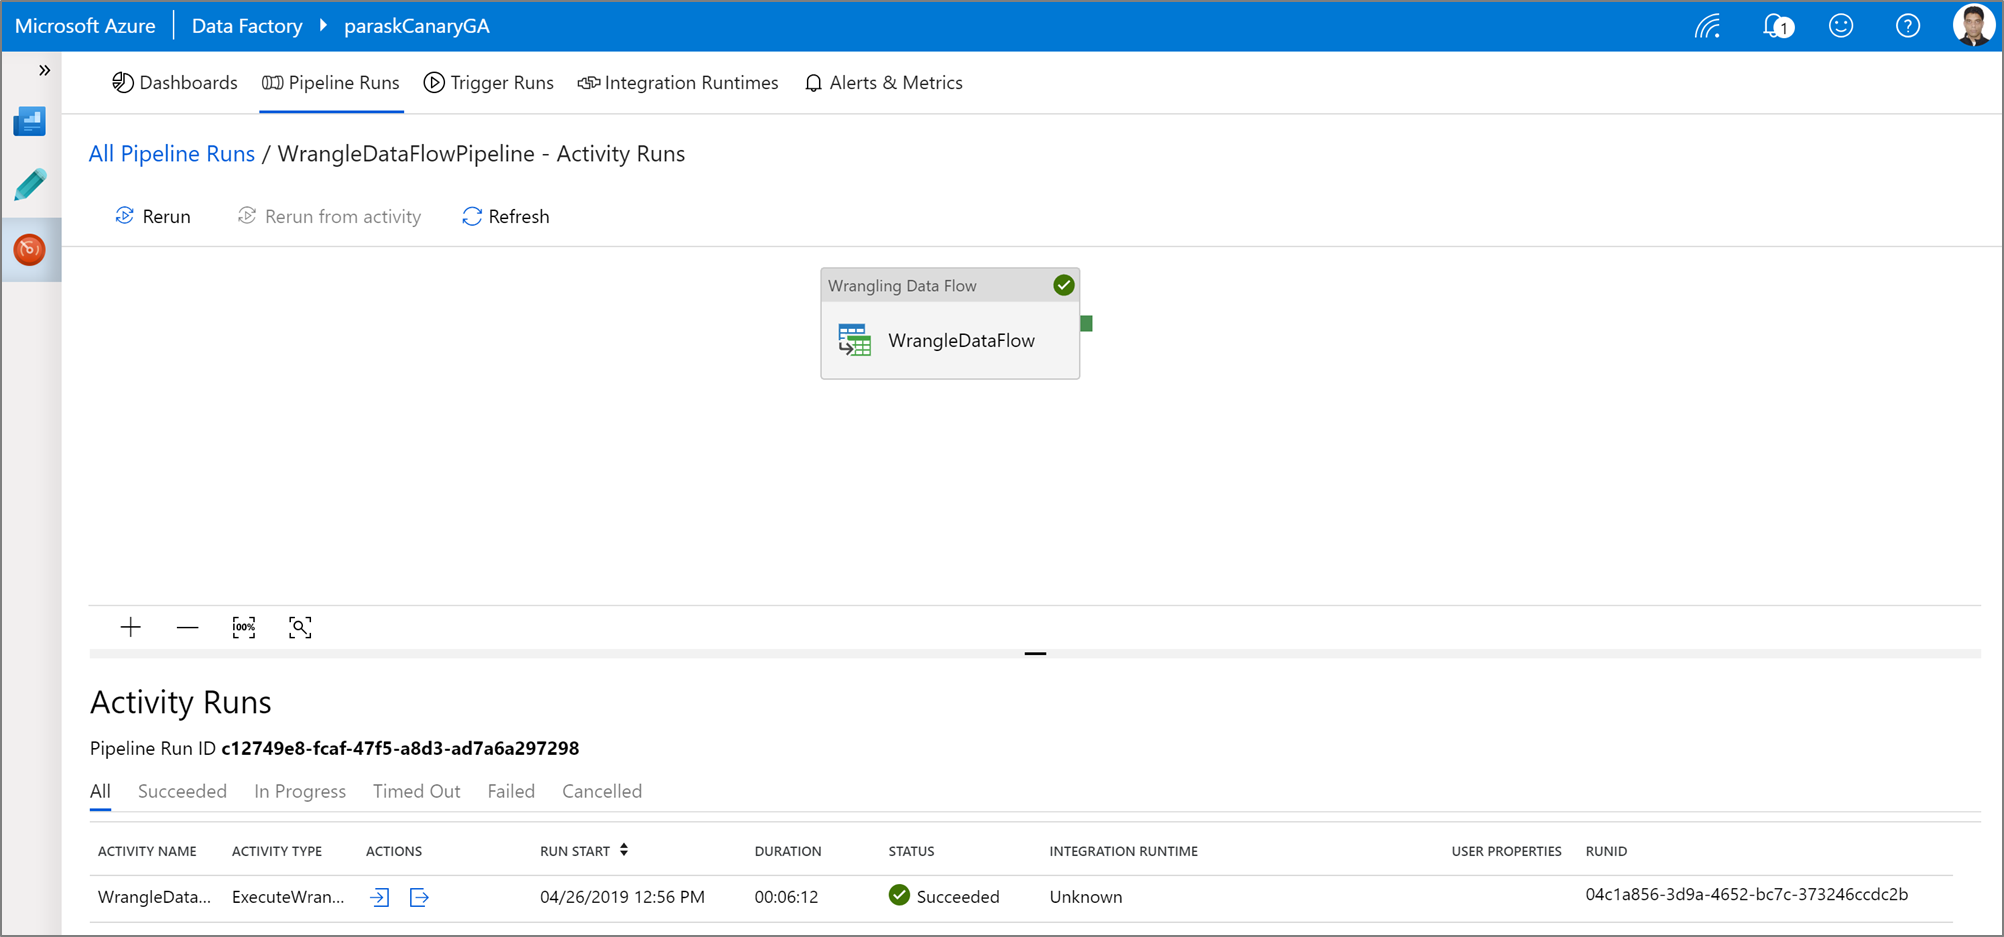 Microsoft Azure Data Factory paraskCanaryGA 1
Dashboards Pipeline Runs Trigger Runs Integration Runtimes Alerts & Metrics
All Pipeline Runs / WrangleDataFlowPipeline - Activity Runs
Rerun Rerun from activity Refresh
Wrangling Data Flow
WrangleDataFlow
100%
Activity Runs
Pipeline Run ID c12749e8-fcaf-47f5-a8d3-ad7a6a297298
All Succeeded In Progress Timed Out Failed Cancelled
ACTIVITY NAME ACTIVITY TYPE ACTIONS RUN START DURATION STATUS INTEGRATION RUNTIME USER PROPERTIES RUNID
WrangleData... ExecuteWran... 04/26/2019 12:56 PM 00:06:12 Succeeded Unknown 04c1a856-3d9a-4652-bc7c-373246ccdc2b